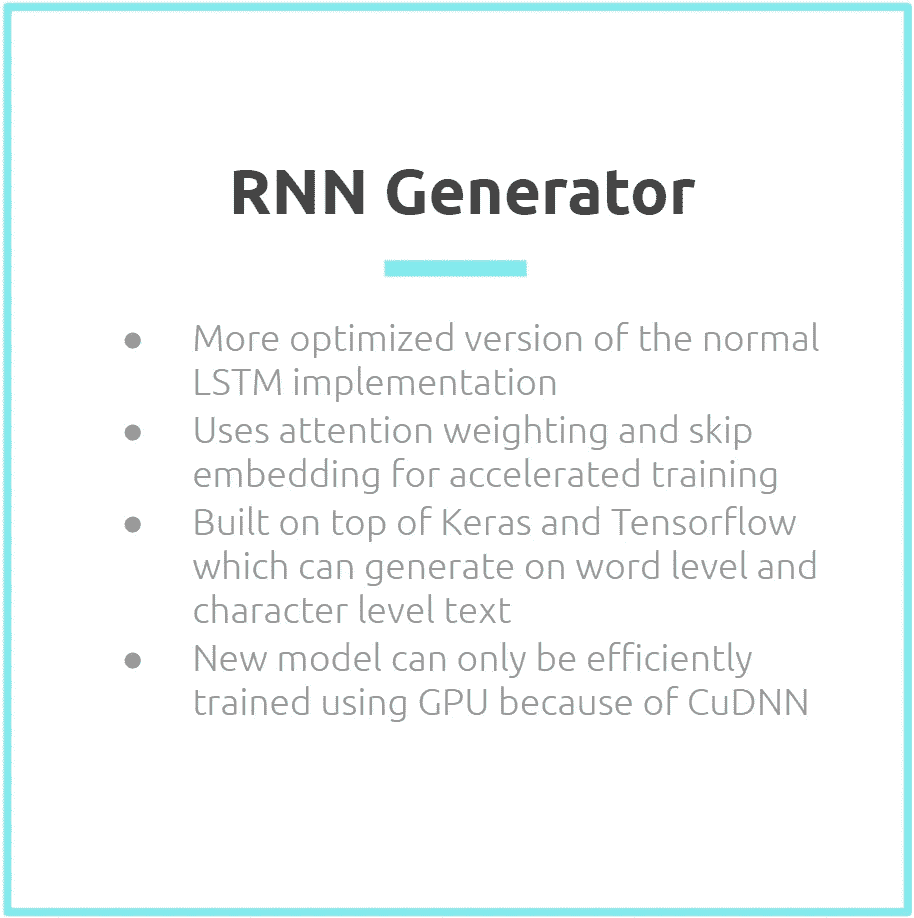 RNN Generator
● More optimized version of the normal
LSTM implementation
● Uses attention weighting and skip
embedding for accelerated training
● Built on top of Keras and Tensorflow
which can generate on word level and
character level text
● New model can only be efficiently
trained using GPU because of CuDNN